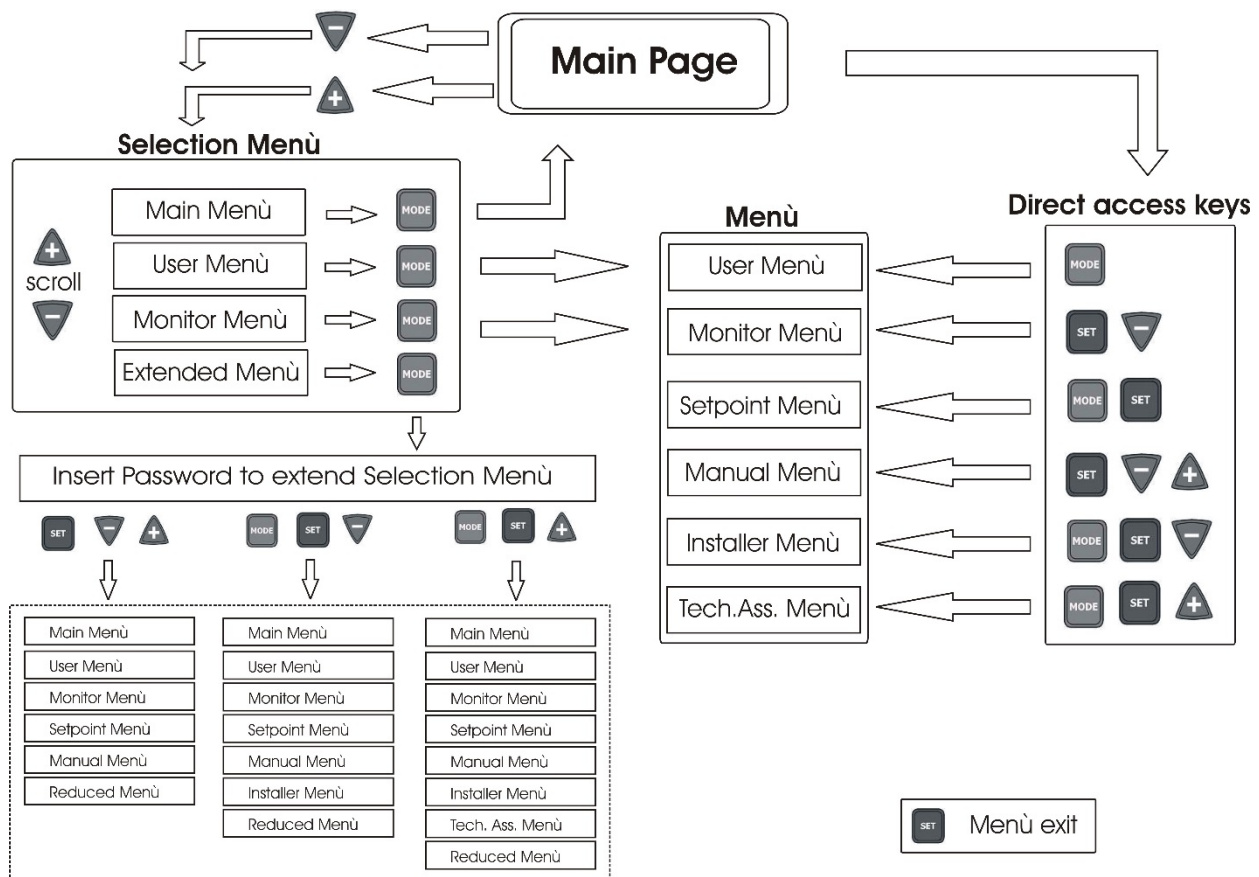 Main Page
−
+
Selection Menù
+
scroll
−
Main Menù
MODE
User Menù
MODE
Monitor Menù
MODE
Extended Menù
MODE
Insert Password to extend Selection Menù
SET − +
MODE SET −
MODE SET +
Main Menù
User Menù
Monitor Menù
Setpoint Menù
Manual Menù
Reduced Menù
Main Menù
User Menù
Monitor Menù
Setpoint Menù
Manual Menù
Installer Menù
Reduced Menù
Main Menù
User Menù
Monitor Menù
Setpoint Menù
Manual Menù
Installer Menù
Tech. Ass. Menù
Reduced Menù
Menù
User Menù
Monitor Menù
Setpoint Menù
Manual Menù
Installer Menù
Tech.Ass. Menù
Direct access keys
MODE
SET −
MODE SET
SET − +
MODE SET −
MODE SET +
SET Menù exit